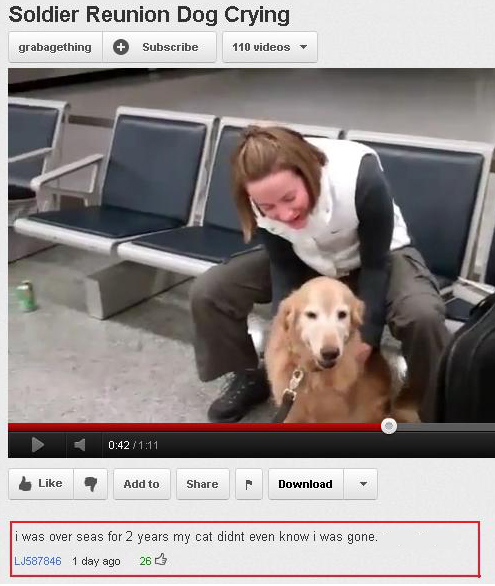 Soldier Reunion Dog Crying
grabagething + Subscribe 110 videos
0:42 / 1:11
Like Add to Share Download
i was over seas for 2 years my cat didnt even know i was gone.
LJ587846 1 day ago 26